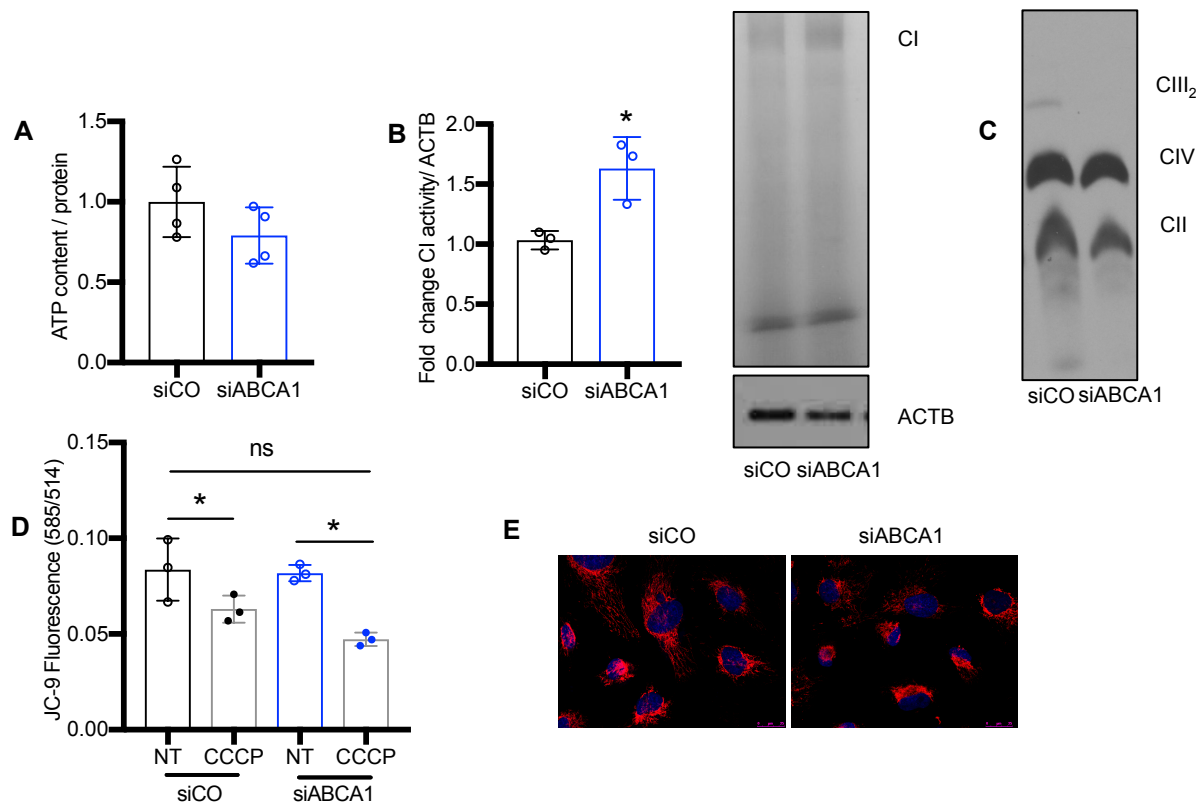 A
ATP content / protein
1.5
1.0
0.5
0.0
siCO siABCA1
B
Fold change CI activity/ ACTB
2.0
1.5
1.0
0.5
0.0
*
siCO siABCA1
CI
ACTB
siCO siABCA1
C
CIII₂
CIV
CII
siCO siABCA1
D
JC-9 Fluorescence (585/514)
0.15
0.10
0.05
0.00
ns
*
*
NT CCCP NT CCCP
siCO siABCA1
E
siCO siABCA1